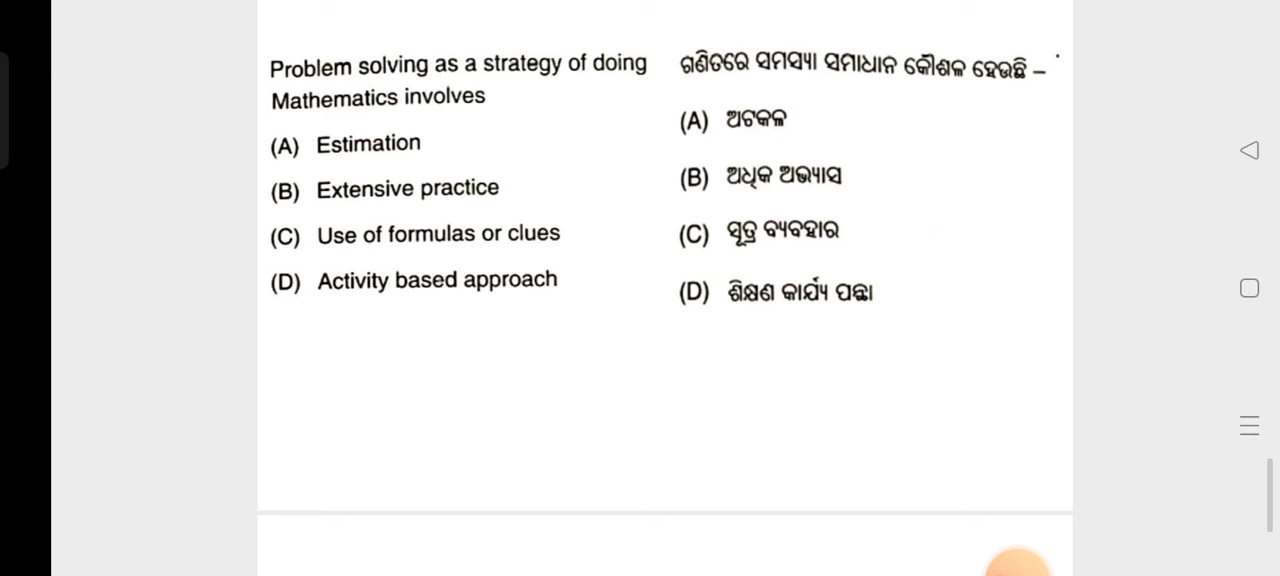 Problem solving as a strategy of doing
Mathematics involves
(A) Estimation
(B) Extensive practice
(C) Use of formulas or clues
(D) Activity based approach
ଗଣିତରେ ସମସ୍ୟା ସମାଧାନ କୌଶଳ ହେଉଛି –
(A) ଅଟକଳ
(B) ଅଧିକ ଅଭ୍ୟାସ
(C) ସୂତ୍ର ବ୍ୟବହାର
(D) ଶିକ୍ଷଣ କାର୍ଯ୍ୟ ପନ୍ଥା